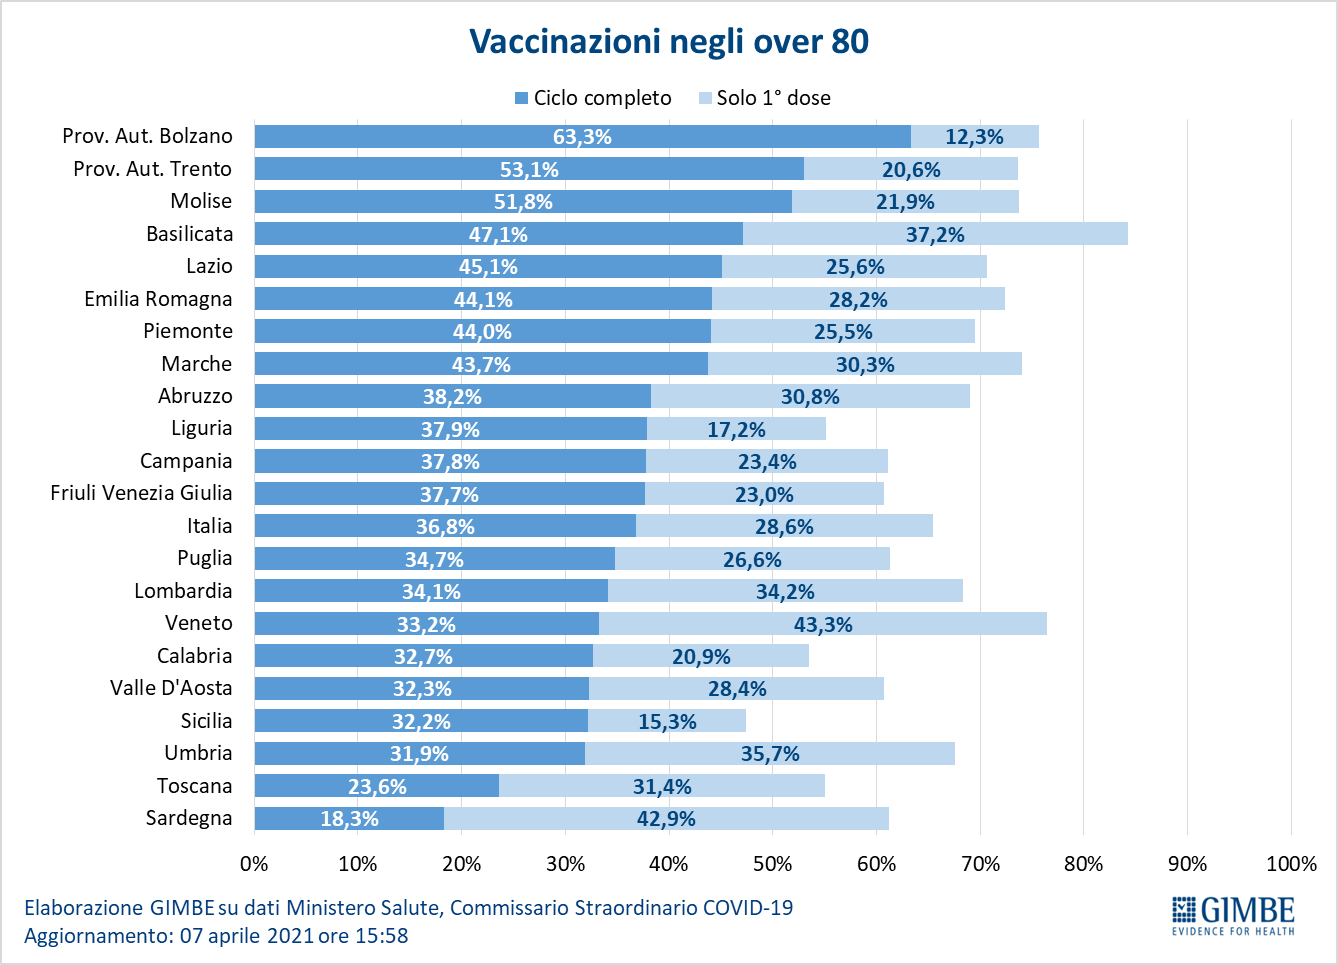 Vaccinazioni negli over 80
Ciclo completo Solo 1° dose
Prov. Aut. Bolzano 63,3% 12,3%
Prov. Aut. Trento 53,1% 20,6%
Molise 51,8% 21,9%
Basilicata 47,1% 37,2%
Lazio 45,1% 25,6%
Emilia Romagna 44,1% 28,2%
Piemonte 44,0% 25,5%
Marche 43,7% 30,3%
Abruzzo 38,2% 30,8%
Liguria 37,9% 17,2%
Campania 37,8% 23,4%
Friuli Venezia Giulia 37,7% 23,0%
Italia 36,8% 28,6%
Puglia 34,7% 26,6%
Lombardia 34,1% 34,2%
Veneto 33,2% 43,3%
Calabria 32,7% 20,9%
Valle D'Aosta 32,3% 28,4%
Sicilia 32,2% 15,3%
Umbria 31,9% 35,7%
Toscana 23,6% 31,4%
Sardegna 18,3% 42,9%
0% 10% 20% 30% 40% 50% 60% 70% 80% 90% 100%
Elaborazione GIMBE su dati Ministero Salute, Commissario Straordinario COVID-19
Aggiornamento: 07 aprile 2021 ore 15:58
GIMBE
EVIDENCE FOR HEALTH